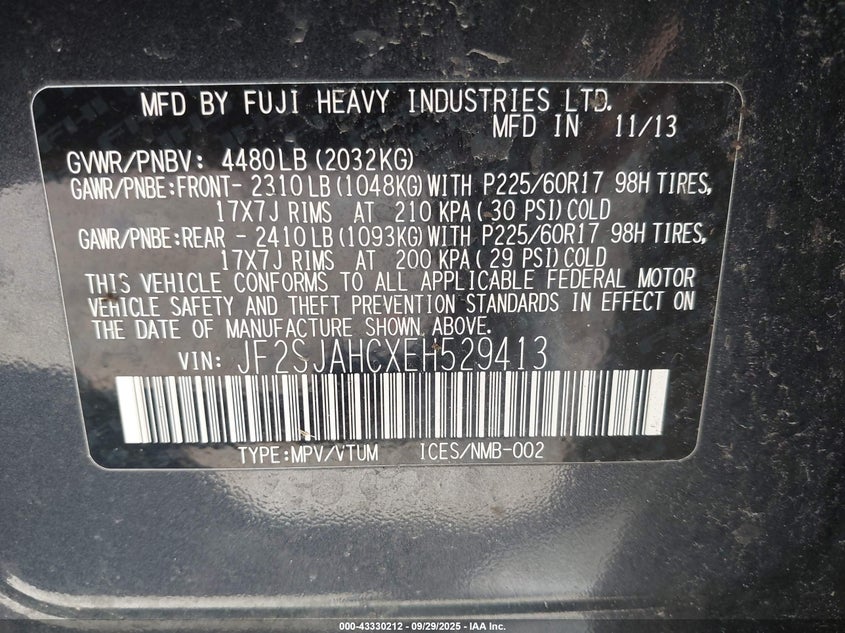 MFD BY FUJI HEAVY INDUSTRIES LTD.
MFD IN 11/13
GVWR/PNBV: 4480LB(2032KG)
GAWR/PNBE:FRONT- 2310LB(1048KG)WITH P225/60R17 98H TIRES,
17X7J RIMS AT 210 KPA( 30 PSI)COLD
GAWR/PNBE:REAR - 2410LB(1093KG)WITH P225/60R17 98H TIRES,
17X7J RIMS AT 200 KPA( 29 PSI)COLD
THIS VEHICLE CONFORMS TO ALL APPLICABLE FEDERAL MOTOR
VEHICLE SAFETY AND THEFT PREVENTION STANDARDS IN EFFECT ON
THE DATE OF MANUFACTURE SHOWN ABOVE.
VIN: JF2SJAHCXEH529413
TYPE:MPV/VTUM ICES/NMB-002
000-43330212 - 09/29/2025 - IAA Inc.